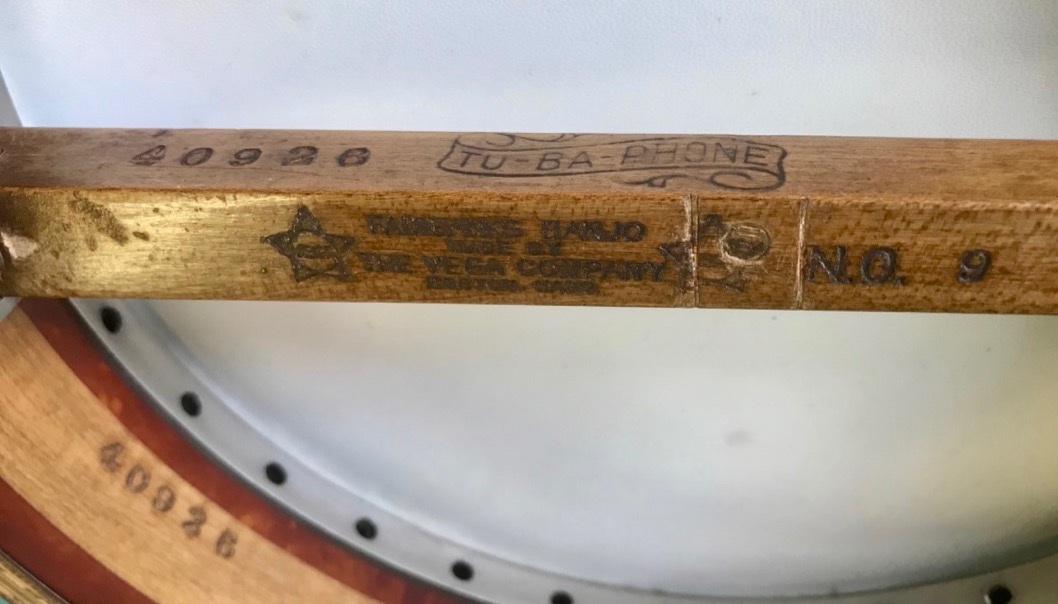 40926
TU-BA-PHONE
FAIRBANKS BANJO
MADE BY
THE VEGA COMPANY
BOSTON, MASS.
NO. 9
40926